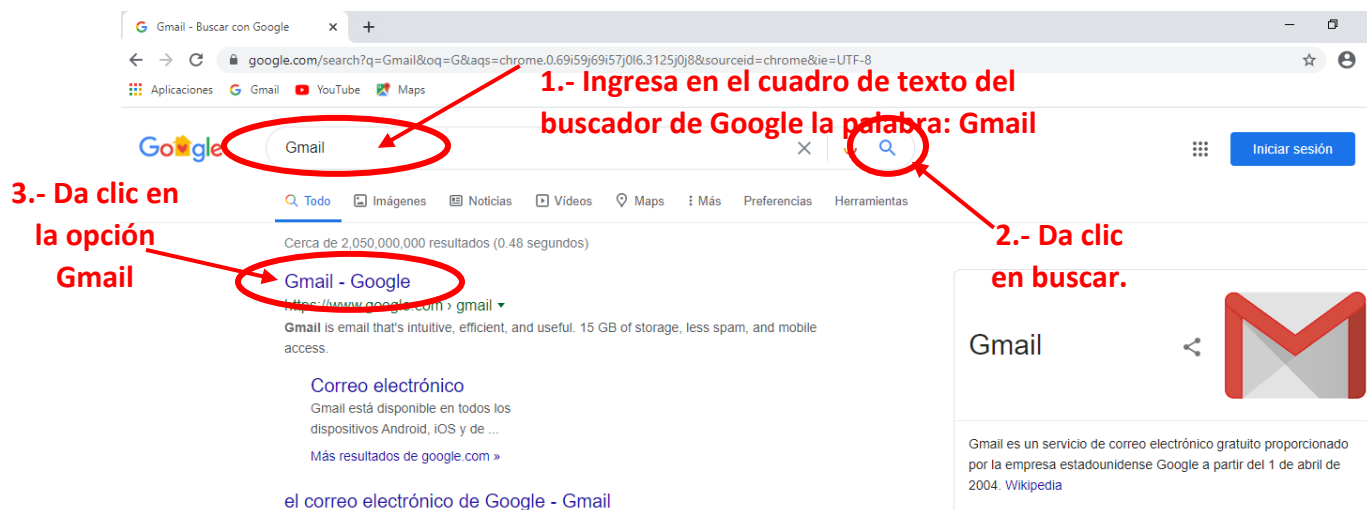 Gmail - Buscar con Google
google.com/search?q=Gmail&oq=G&aqs=chrome.0.69i59j69i57j0l6.3125j0j8&sourceid=chrome&ie=UTF-8
Aplicaciones Gmail YouTube Maps
1.- Ingresa en el cuadro de texto del
buscador de Google la palabra: Gmail
Google
Gmail
Iniciar sesión
3.- Da clic en
la opción
Gmail
Todo Imágenes Noticias Vídeos Maps Más Preferencias Herramientas
2.- Da clic
en buscar.
Cerca de 2,050,000,000 resultados (0.48 segundos)
Gmail - Google
https://www.google.com › gmail
Gmail is email that's intuitive, efficient, and useful. 15 GB of storage, less spam, and mobile
access.
Correo electrónico
Gmail está disponible en todos los
dispositivos Android, iOS y de ...
Más resultados de google.com »
el correo electrónico de Google - Gmail
Gmail
Gmail es un servicio de correo electrónico gratuito proporcionado
por la empresa estadounidense Google a partir del 1 de abril de
2004. Wikipedia